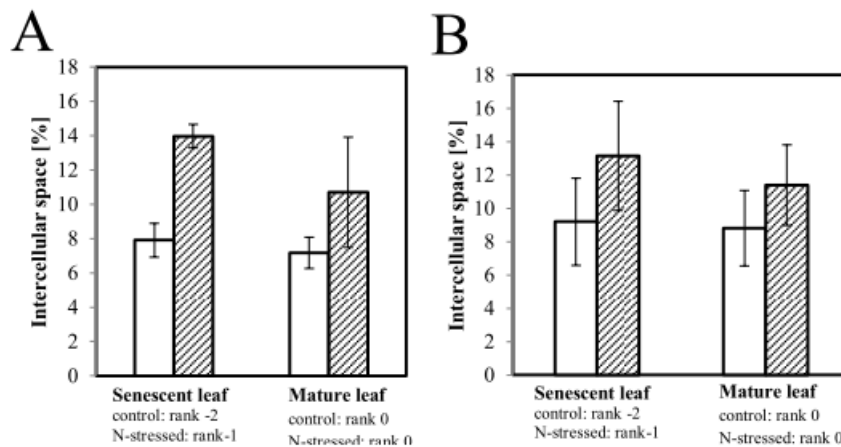 A
18
16
14
12
10
8
6
4
2
0
Intercellular space [%]
Senescent leaf
control: rank -2
N-stressed: rank-1
Mature leaf
control: rank 0
N-stressed: rank 0
B
18
16
14
12
10
8
6
4
2
0
Intercellular space [%]
Senescent leaf
control: rank -2
N-stressed: rank-1
Mature leaf
control: rank 0
N-stressed: rank 0